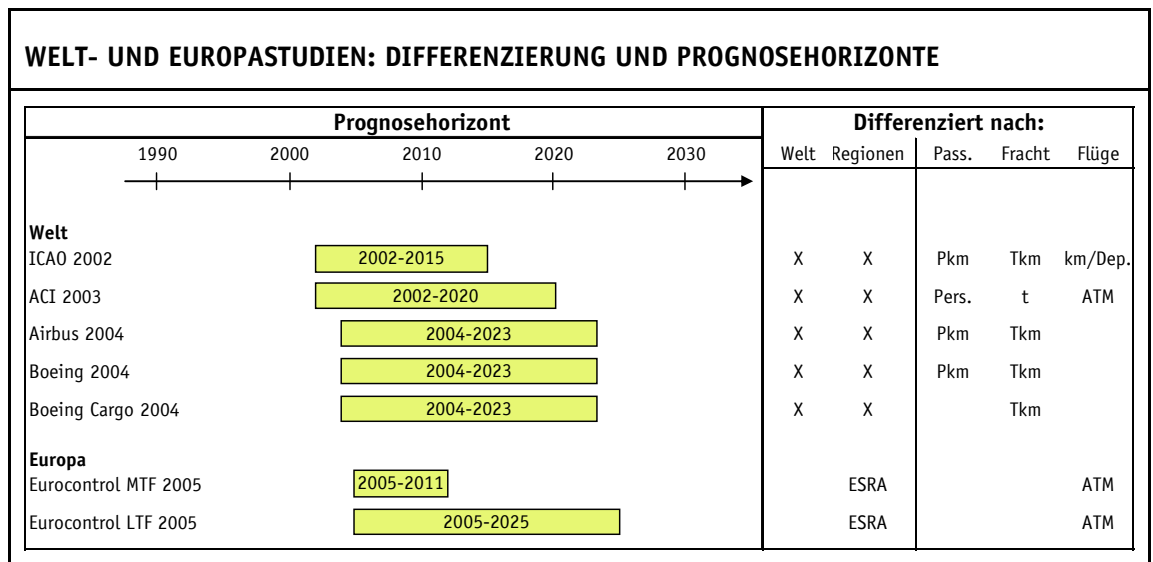 WELT- UND EUROPASTUDIEN: DIFFERENZIERUNG UND PROGNOSEHORIZONTE
Prognosehorizont Differenziert nach:
1990 2000 2010 2020 2030 Welt Regionen Pass. Fracht Flüge
Welt
ICAO 2002 2002-2015 X X Pkm Tkm km/Dep.
ACI 2003 2002-2020 X X Pers. t ATM
Airbus 2004 2004-2023 X X Pkm Tkm
Boeing 2004 2004-2023 X X Pkm Tkm
Boeing Cargo 2004 2004-2023 X X Tkm
Europa
Eurocontrol MTF 2005 2005-2011 ESRA ATM
Eurocontrol LTF 2005 2005-2025 ESRA ATM